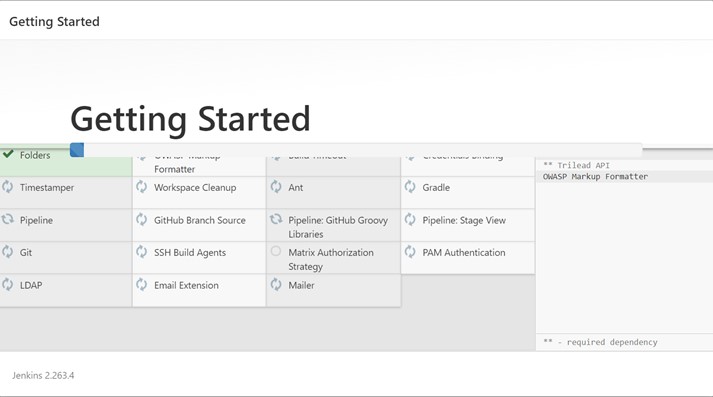 Getting Started
Getting Started
Folders
OWASP Markup
Formatter
Build Timeout
Credentials Binding
** Trilead API
OWASP Markup Formatter
Timestamper
Workspace Cleanup
Ant
Gradle
Pipeline
GitHub Branch Source
Pipeline: GitHub Groovy
Libraries
Pipeline: Stage View
Git
SSH Build Agents
Matrix Authorization
Strategy
PAM Authentication
LDAP
Email Extension
Mailer
** - required dependency
Jenkins 2.263.4